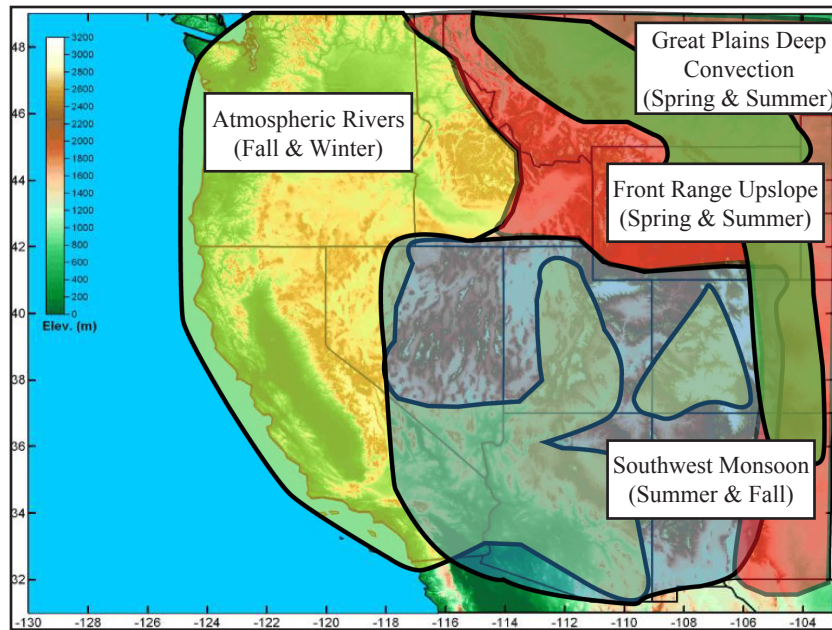 48
46
44
42
40
38
36
34
32
3200
3000
2800
2600
2400
2200
2000
1800
1600
1400
1200
1000
800
600
400
200
0
Elev. (m)
Atmospheric Rivers
(Fall & Winter)
Great Plains Deep
Convection
(Spring & Summer)
Front Range Upslope
(Spring & Summer)
Southwest Monsoon
(Summer & Fall)
-130 -128 -126 -124 -122 -120 -118 -116 -114 -112 -110 -108 -106 -104